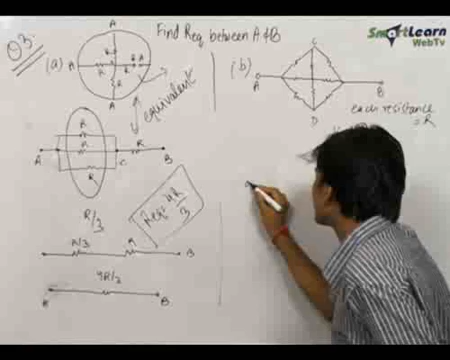 Q3.
Find Req between A & B
SmartLearn
WebTv
(a)
A
A
R
R
R
B
A
R
A
equivalent
(b)
C
A
B
D
each resistance
= R
R
R
R
A
C
R
B
R/3
Req = 4R/3
R/3
R
B
4R/3
A
B